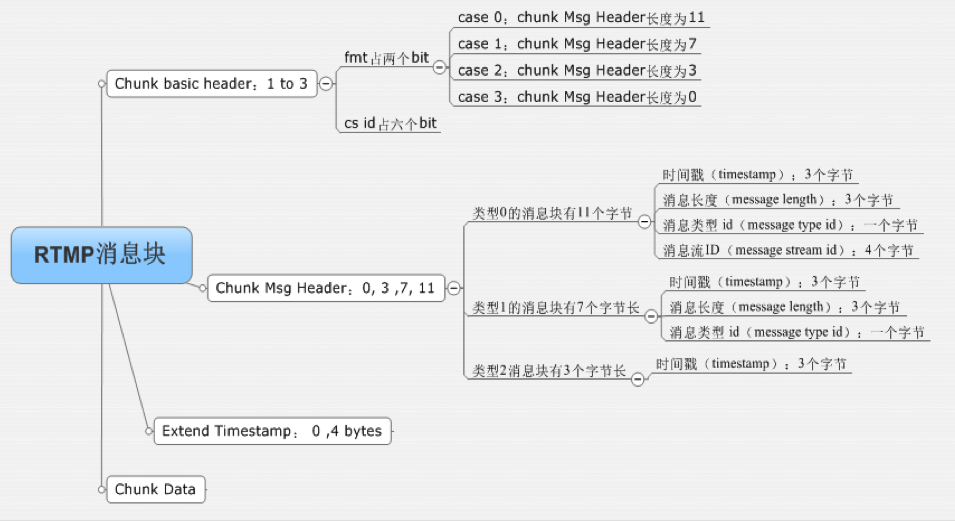 RTMP消息块
Chunk basic header：1 to 3
fmt占两个bit
case 0；chunk Msg Header长度为11
case 1；chunk Msg Header长度为7
case 2；chunk Msg Header长度为3
case 3；chunk Msg Header长度为0
cs id占六个bit
Chunk Msg Header：0, 3 ,7, 11
类型0的消息块有11个字节
时间戳（timestamp）；3个字节
消息长度（message length）；3个字节
消息类型 id（message type id）；一个字节
消息流ID（message stream id）；4个字节
类型1的消息块有7个字节长
时间戳（timestamp）；3个字节
消息长度（message length）；3个字节
消息类型 id（message type id）；一个字节
类型2消息块有3个字节长
时间戳（timestamp）；3个字节
Extend Timestamp： 0 ,4 bytes
Chunk Data